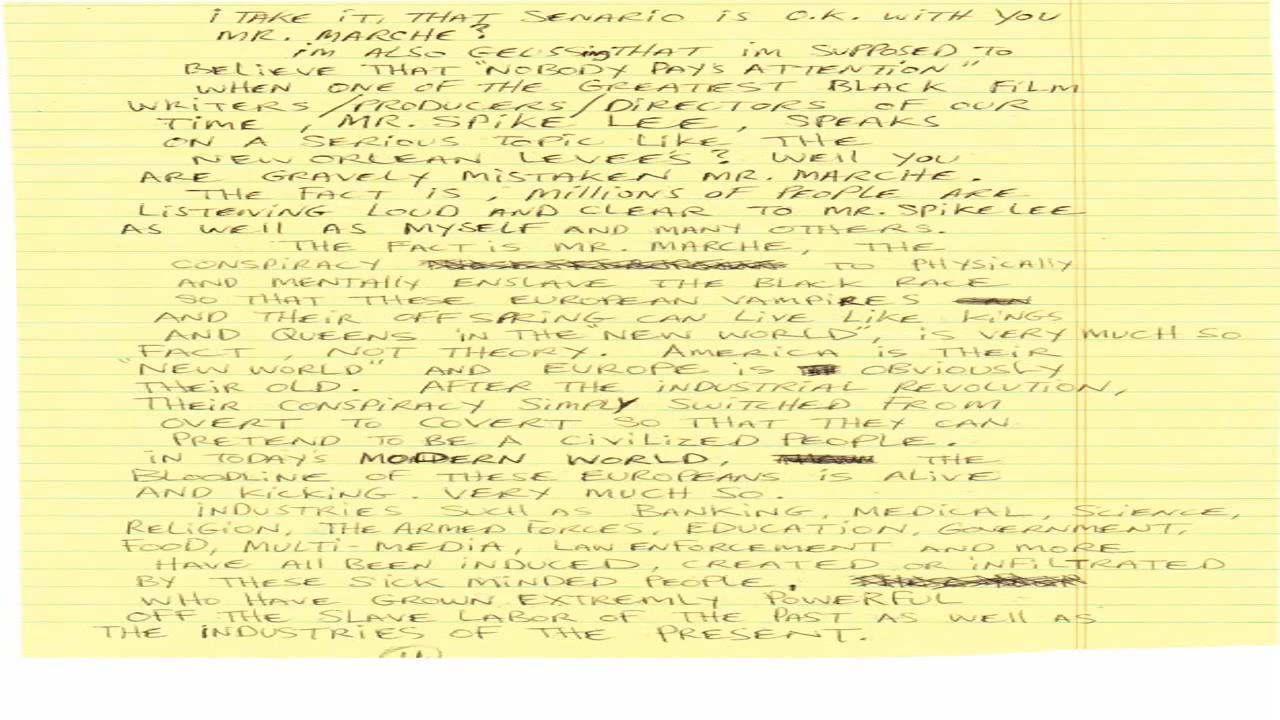 i TAKE iT, THAT SENARIO iS O.K. WiTH YOU
MR. MARCHE?
i'M ALSO GEUSSingTHAT iM SUPPOSED TO
BELiEVE THAT "NOBODY PAY'S ATTENTiON"
WHEN ONE OF THE GREATEST BLACK FiLM
WRiTERS/PRODUCERS/DiRECTORS OF OUR
TiME, MR. SPiKE LEE, SPEAKS
ON A SERiOUS TOPiC LiKE THE
NEW ORLEAN LEVEE'S? WEll YOU
ARE GRAVELY MiSTAKEN MR. MARCHE.
THE FACT iS, MillioNS OF PEOPLE ARE
LiSTENiNG LOUD AND CLEAR TO MR. SPiKE LEE
AS WEll AS MYSELF AND MANY OTHERS.
THE FACT iS MR. MARCHE, THE
CONSPiRACY TO PHYSiCAllY
AND MENTAllY ENSLAVE THE BLACK RACE
SO THAT THESE EUROPEAN VAMPiRES
AND THEiR OFFSPRiNG CAN LiVE LiKE KiNGS
AND QUEENS iN THE "NEW WORLD", iS VERY MUCH SO
FACT, NOT THEORY. AMERiCA iS THEiR
"NEW WORLD" AND EUROPE iS OBViOUSLY
THEiR OLD. AFTER THE iNDUSTRiAL REVOLUTiON,
THEiR CONSPiRACY SiMPLY SWiTCHED FROM
OVERT TO COVERT SO THAT THEY CAN
PRETEND TO BE A CiViLiZED PEOPLE.
iN TODAY'S MODERN WORLD, THE
BLOODLiNE OF THESE EUROPEANS iS ALiVE
AND KiCKiNG. VERY MUCH SO.
iNDUSTRiES SUCH AS BANKiNG, MEDiCAL, SCiENCE,
RELiGiON, THE ARMED FORCES, EDUCATiON, GOVERNMENT,
FOOD, MULTi-MEDiA, LAW ENFORCEMENT AND MORE
HAVE All BEEN iNDUCED, CREATED OR iNFiLTRATED
BY THESE SiCK MiNDED PEOPLE,
WHO HAVE GROWN EXTREMLY POWERFUL
OFF THE SLAVE LABOR OF THE PAST AS WEll AS
THE iNDUSTRiES OF THE PRESENT.